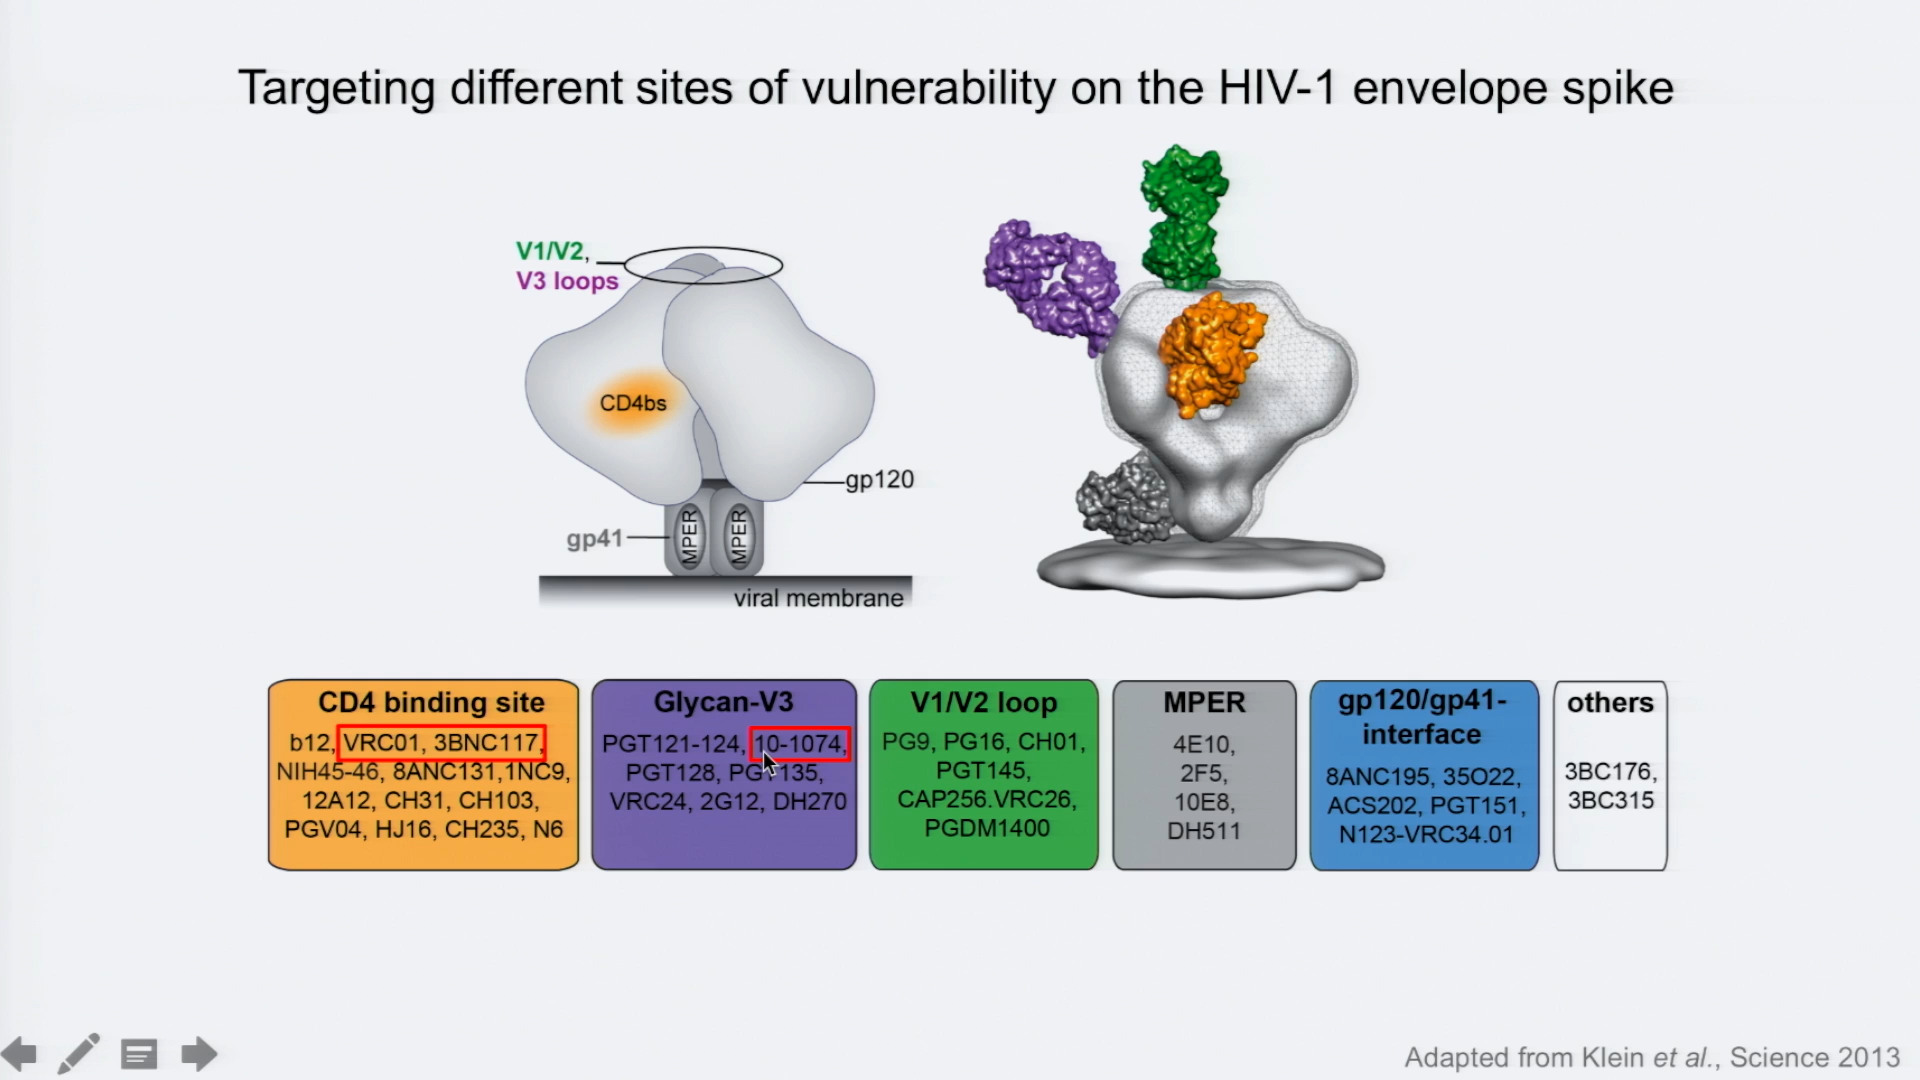 Targeting different sites of vulnerability on the HIV-1 envelope spike
V1/V2,
V3 loops
CD4bs
gp120
gp41
MPER
MPER
viral membrane
CD4 binding site
b12, VRC01, 3BNC117,
NIH45-46, 8ANC131,1NC9,
12A12, CH31, CH103,
PGV04, HJ16, CH235, N6
Glycan-V3
PGT121-124, 10-1074,
PGT128, PGT135,
VRC24, 2G12, DH270
V1/V2 loop
PG9, PG16, CH01,
PGT145,
CAP256.VRC26,
PGDM1400
MPER
4E10,
2F5,
10E8,
DH511
gp120/gp41-
interface
8ANC195, 35O22,
ACS202, PGT151,
N123-VRC34.01
others
3BC176,
3BC315
Adapted from Klein et al., Science 2013